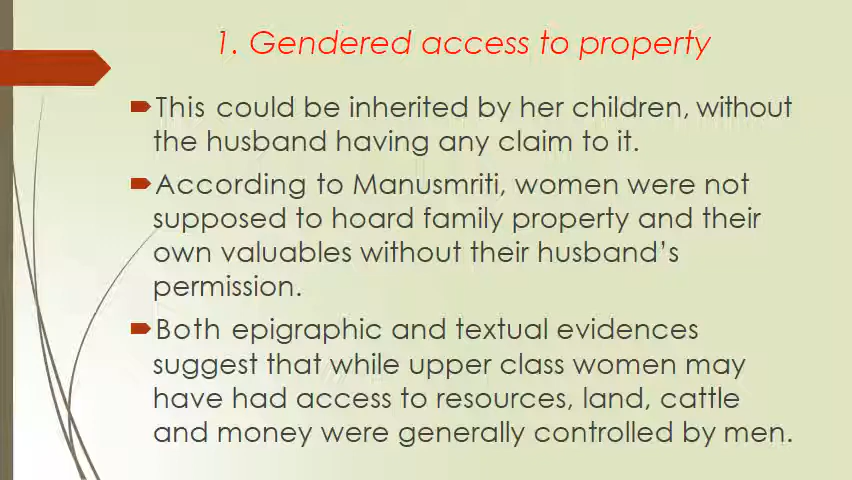 1. Gendered access to property
This could be inherited by her children, without
the husband having any claim to it.
According to Manusmriti, women were not
supposed to hoard family property and their
own valuables without their husband's
permission.
Both epigraphic and textual evidences
suggest that while upper class women may
have had access to resources, land, cattle
and money were generally controlled by men.